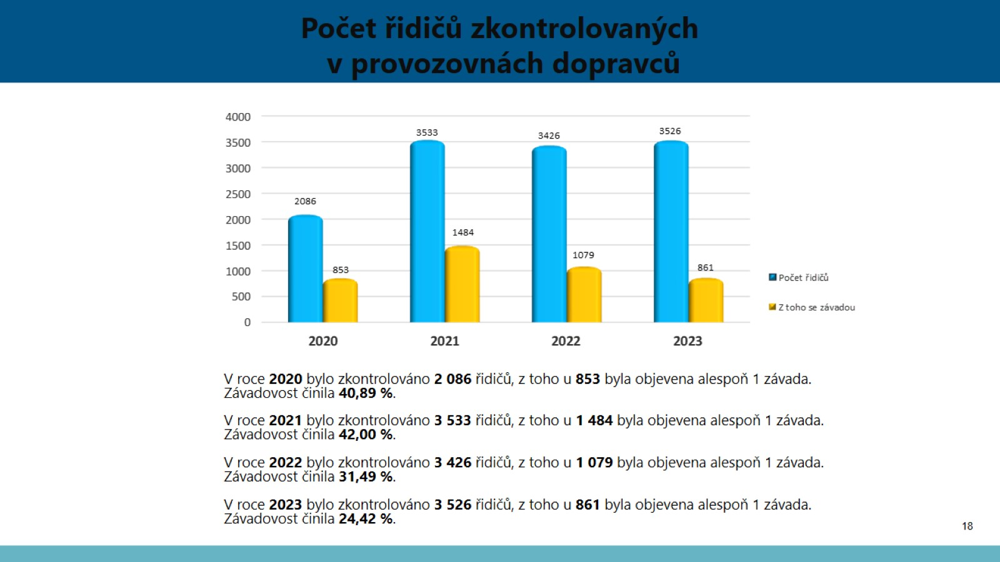 Počet řidičů zkontrolovaných
v provozovnách dopravců
4000
3500
3000
2500
2000
1500
1000
500
0
2086
853
3533
1484
3426
1079
3526
861
2020
2021
2022
2023
Počet řidičů
Z toho se závadou
V roce 2020 bylo zkontrolováno 2 086 řidičů, z toho u 853 byla objevena alespoň 1 závada.
Závadovost činila 40,89 %.
V roce 2021 bylo zkontrolováno 3 533 řidičů, z toho u 1 484 byla objevena alespoň 1 závada.
Závadovost činila 42,00 %.
V roce 2022 bylo zkontrolováno 3 426 řidičů, z toho u 1 079 byla objevena alespoň 1 závada.
Závadovost činila 31,49 %.
V roce 2023 bylo zkontrolováno 3 526 řidičů, z toho u 861 byla objevena alespoň 1 závada.
Závadovost činila 24,42 %.
18